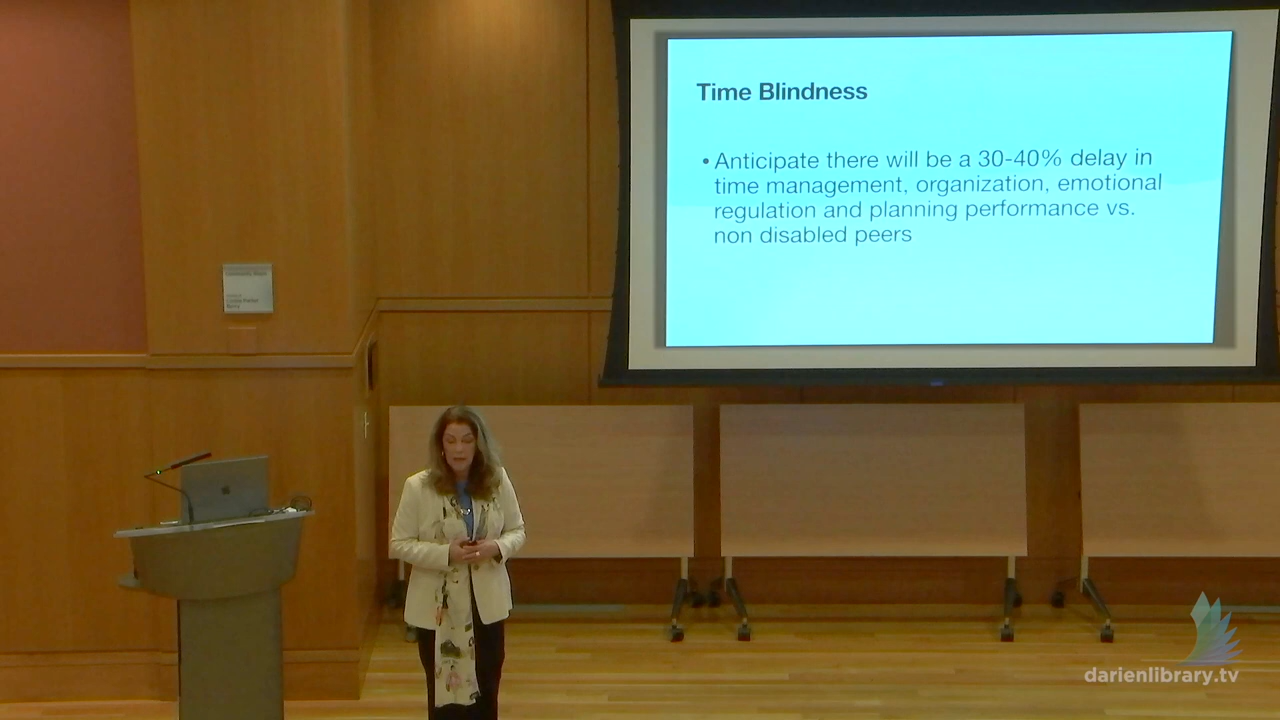 Time Blindness
• Anticipate there will be a 30-40% delay in
time management, organization, emotional
regulation and planning performance vs.
non disabled peers
darienlibrary.tv